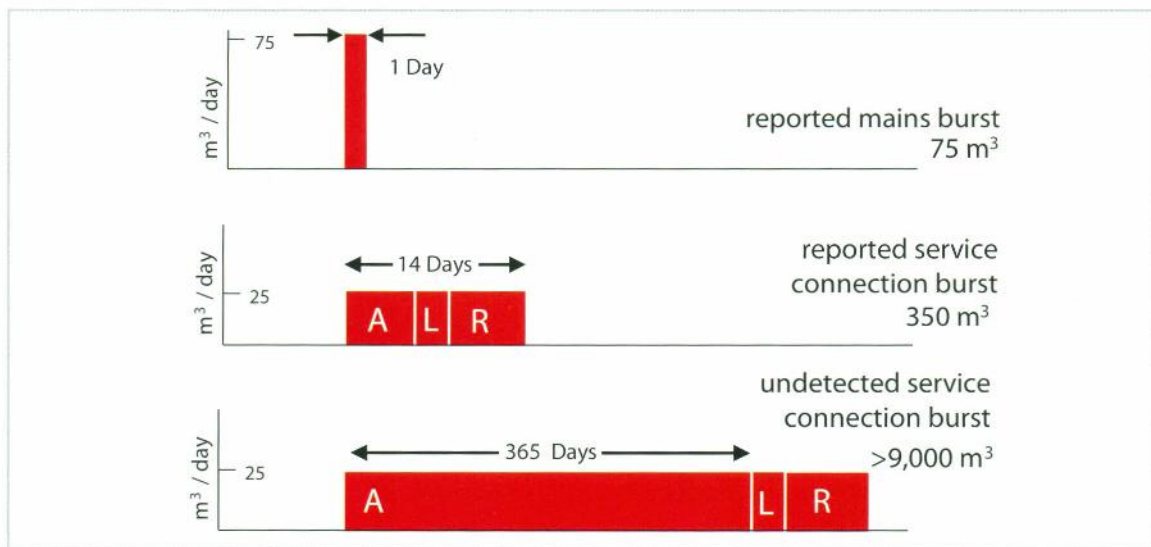 75
m³ / day
1 Day
reported mains burst
75 m³
m³ / day
25
14 Days
A L R
reported service
connection burst
350 m³
m³ / day
25
365 Days
A L R
undetected service
connection burst
>9,000 m³